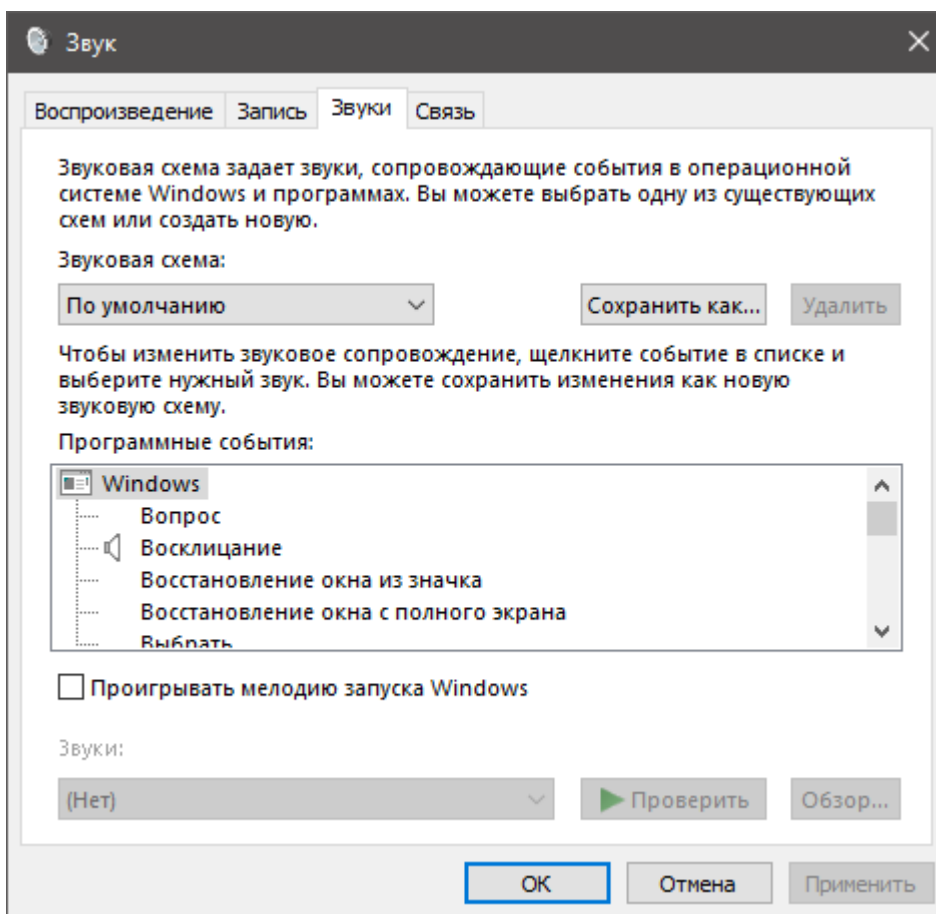 Звук
Воспроизведение Запись Звуки Связь
Звуковая схема задает звуки, сопровождающие события в операционной
системе Windows и программах. Вы можете выбрать одну из существующих
схем или создать новую.
Звуковая схема:
По умолчанию Сохранить как... Удалить
Чтобы изменить звуковое сопровождение, щелкните событие в списке и
выберите нужный звук. Вы можете сохранить изменения как новую
звуковую схему.
Программные события:
Windows
Вопрос
Восклицание
Восстановление окна из значка
Восстановление окна с полного экрана
Выбрать
Проигрывать мелодию запуска Windows
Звуки:
(Нет) Проверить Обзор...
ОК Отмена Применить